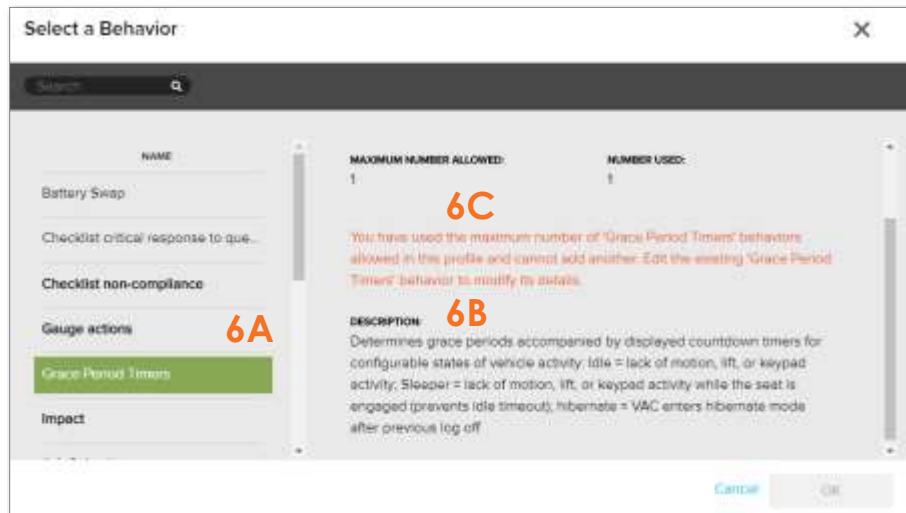 Select a Behavior
Search
NAME
Battery Swap
Checklist critical response to que...
Checklist non-compliance
Gauge actions
6A
Grace Period Timers
Impact
MAXIMUM NUMBER ALLOWED:
NUMBER USED:
1
1
6C
You have used the maximum number of 'Grace Period Timers' behaviors
allowed in this profile and cannot add another. Edit the existing 'Grace Period
Timers' behavior to modify its details.
6B
DESCRIPTION:
Determines grace periods accompanied by displayed countdown timers for
configurable states of vehicle activity: Idle = lack of motion, lift, or keypad
activity; Sleeper = lack of motion, lift, or keypad activity while the seat is
engaged (prevents idle timeout); hibernate = VAC enters hibernate mode
after previous log off
Cancel
OK